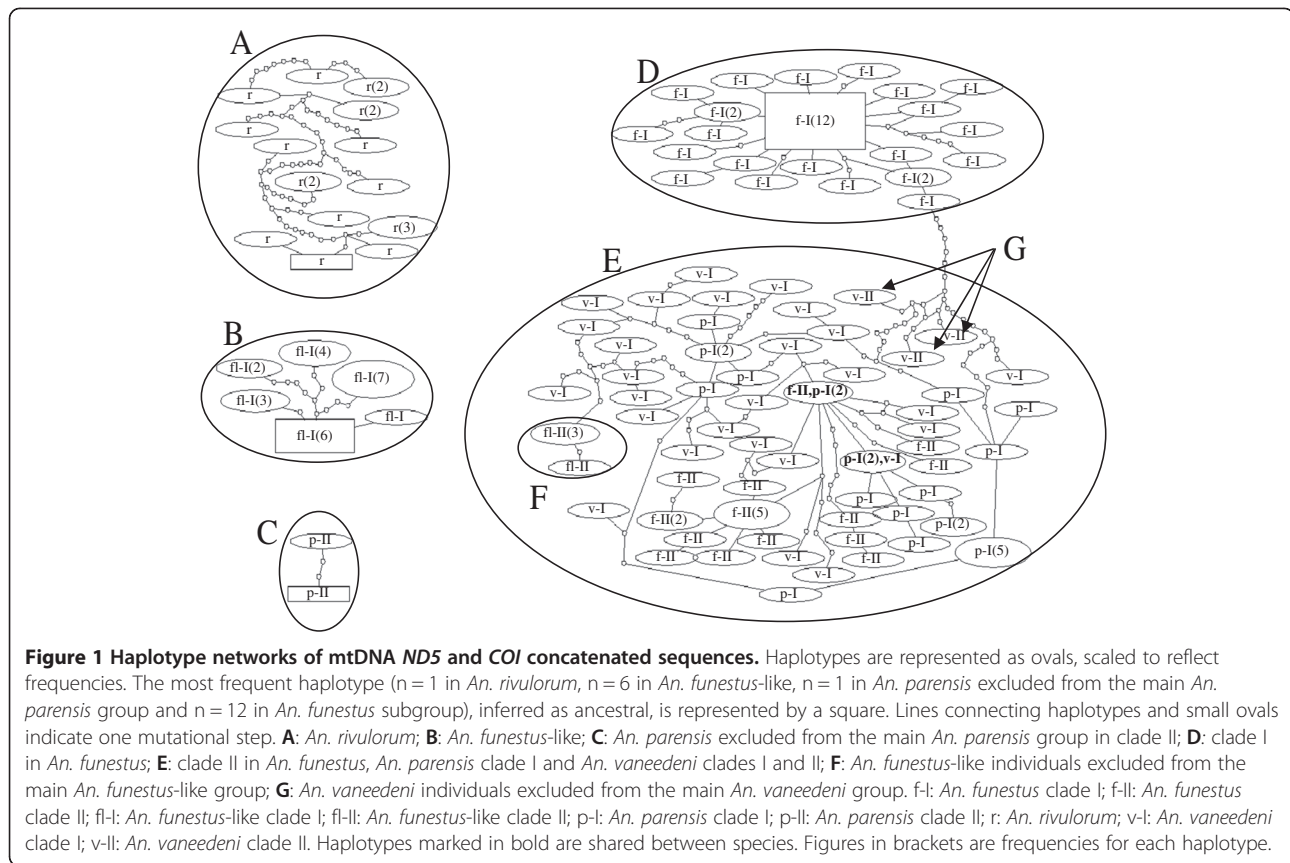 A
r
r(2)
r
r(2)
r
r
r
r(2)
r
r
r(3)
r
r
r
B
fl-I(4)
fl-I(2)
fl-I(7)
fl-I(3)
fl-I
fl-I(6)
C
p-II
p-II
D
f-I
f-I
f-I
f-I
f-I
f-I
f-I
f-I
f-I(2)
f-I
f-I(12)
f-I
f-I
f-I
f-I
f-I
f-I
f-I
f-I
f-I
f-I
f-I(2)
f-I
f-I
f-I
E
G
v-I
v-I
v-I
v-I
v-I
v-II
v-I
p-I
v-I
v-I
v-II
v-I
p-I(2)
v-I
v-II
v-I
v-I
p-I
v-I
p-I
v-I
f-II,p-I(2)
p-I
v-I
v-I
v-I
p-I
v-I
fl-II(3)
v-I
v-I
v-I
f-II
p-I
F
fl-II
v-I
p-I(2),v-I
f-II
f-II
f-II
p-I
v-I
f-II(2)
f-II(5)
f-II
p-I
p-I
p-I(2)
f-II
f-II
f-II
f-II
p-I
p-I(5)
v-I
f-II
v-I
p-I
Figure 1 Haplotype networks of mtDNA ND5 and COI concatenated sequences. Haplotypes are represented as ovals, scaled to reflect
frequencies. The most frequent haplotype (n = 1 in An. rivulorum, n = 6 in An. funestus-like, n = 1 in An. parensis excluded from the main An.
parensis group and n = 12 in An. funestus subgroup), inferred as ancestral, is represented by a square. Lines connecting haplotypes and small ovals
indicate one mutational step. A: An. rivulorum; B: An. funestus-like; C: An. parensis excluded from the main An. parensis group in clade II; D: clade I
in An. funestus; E: clade II in An. funestus, An. parensis clade I and An. vaneedeni clades I and II; F: An. funestus-like individuals excluded from the
main An. funestus-like group; G: An. vaneedeni individuals excluded from the main An. vaneedeni group. f-I: An. funestus clade I; f-II: An. funestus
clade II; fl-I: An. funestus-like clade I; fl-II: An. funestus-like clade II; p-I: An. parensis clade I; p-II: An. parensis clade II; r: An. rivulorum; v-I: An. vaneedeni
clade I; v-II: An. vaneedeni clade II. Haplotypes marked in bold are shared between species. Figures in brackets are frequencies for each haplotype.